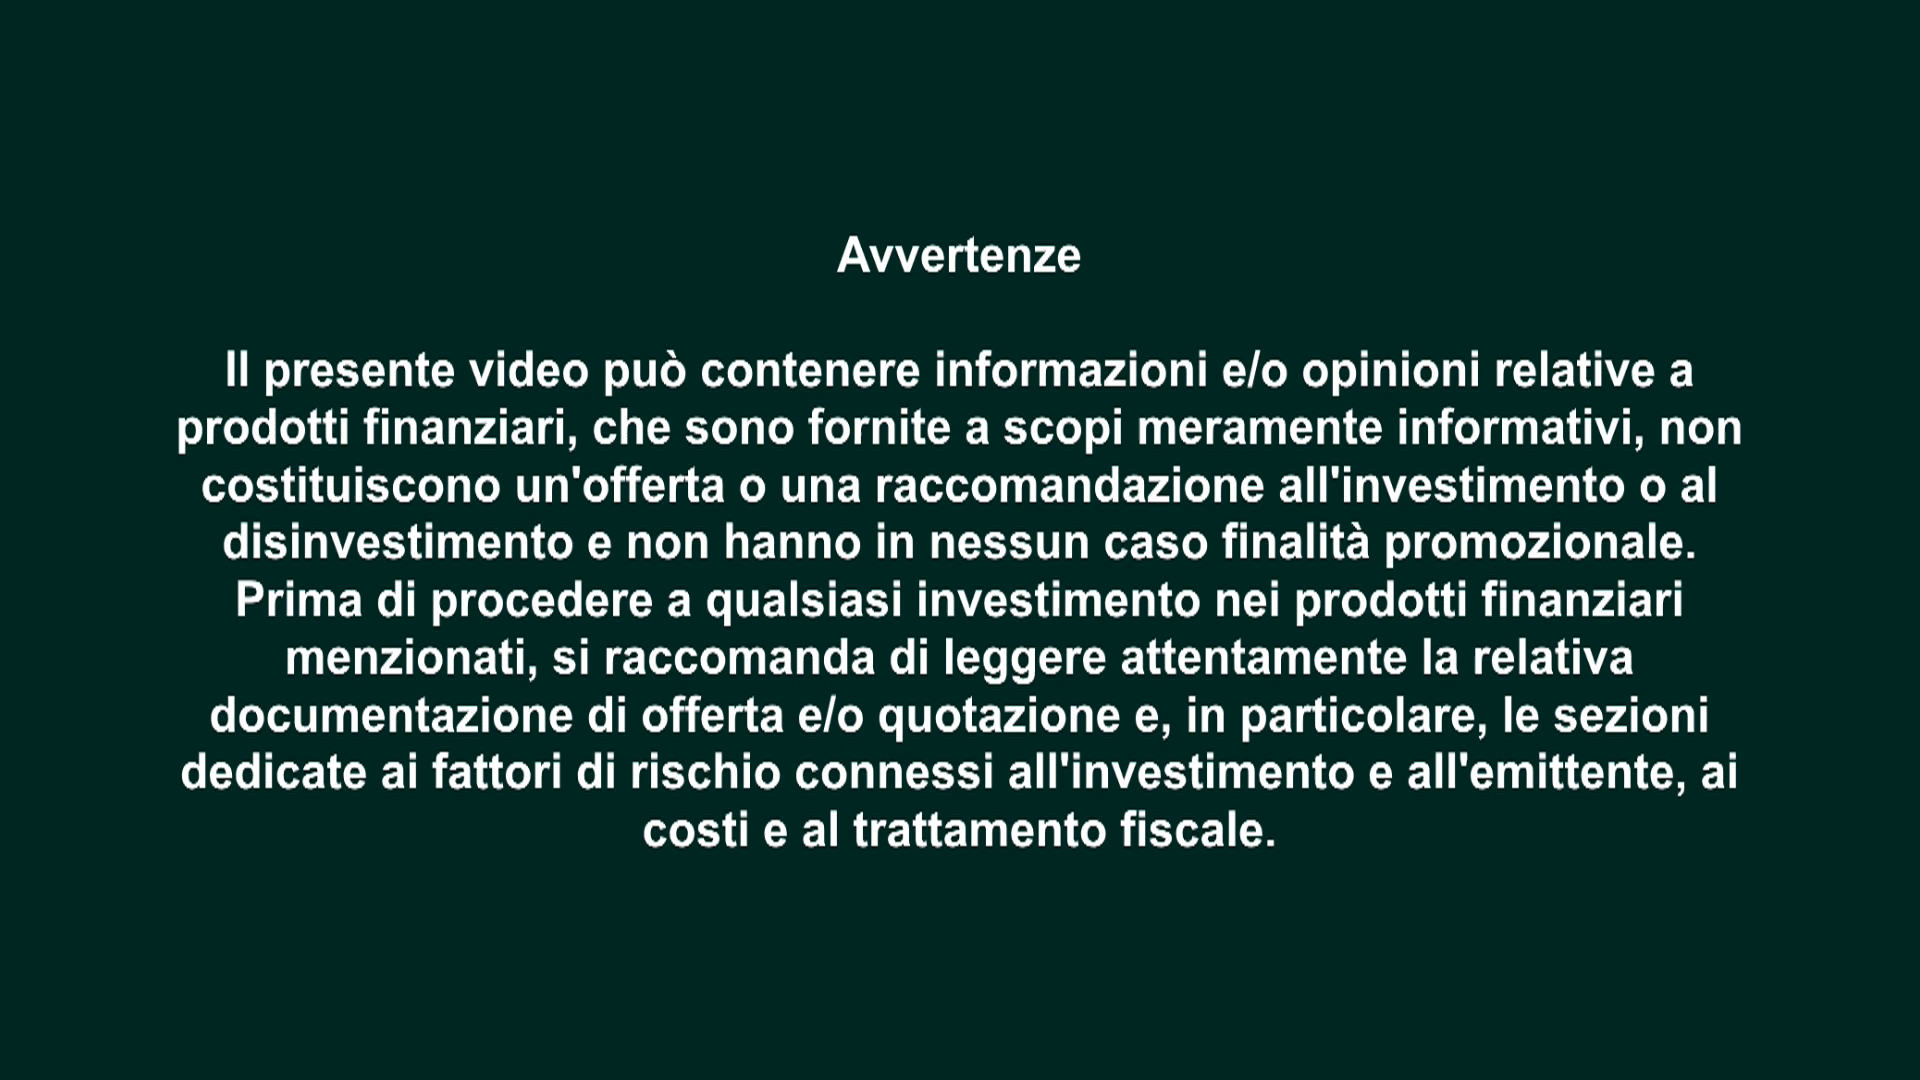 Avvertenze
Il presente video può contenere informazioni e/o opinioni relative a
prodotti finanziari, che sono fornite a scopi meramente informativi, non
costituiscono un'offerta o una raccomandazione all'investimento o al
disinvestimento e non hanno in nessun caso finalità promozionale.
Prima di procedere a qualsiasi investimento nei prodotti finanziari
menzionati, si raccomanda di leggere attentamente la relativa
documentazione di offerta e/o quotazione e, in particolare, le sezioni
dedicate ai fattori di rischio connessi all'investimento e all'emittente, ai
costi e al trattamento fiscale.